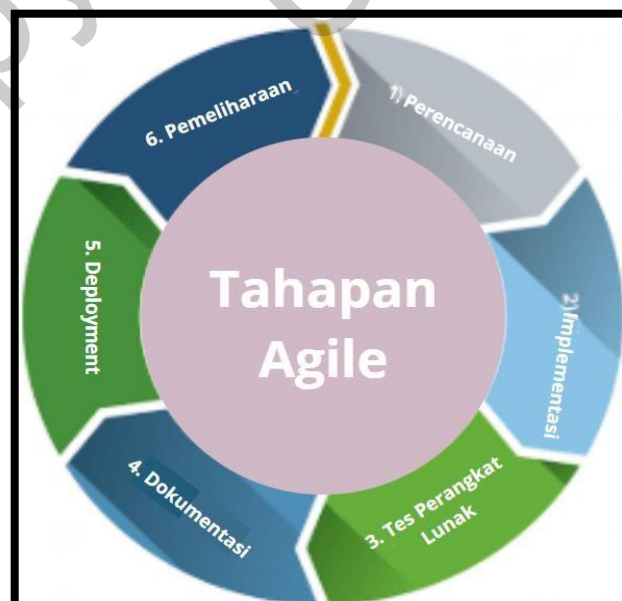 Tahapan
Agile
1) Perencanaan
2) Implementasi
3. Tes Perangkat
Lunak
4. Dokumentasi
5. Deployment
6. Pemeliharaan